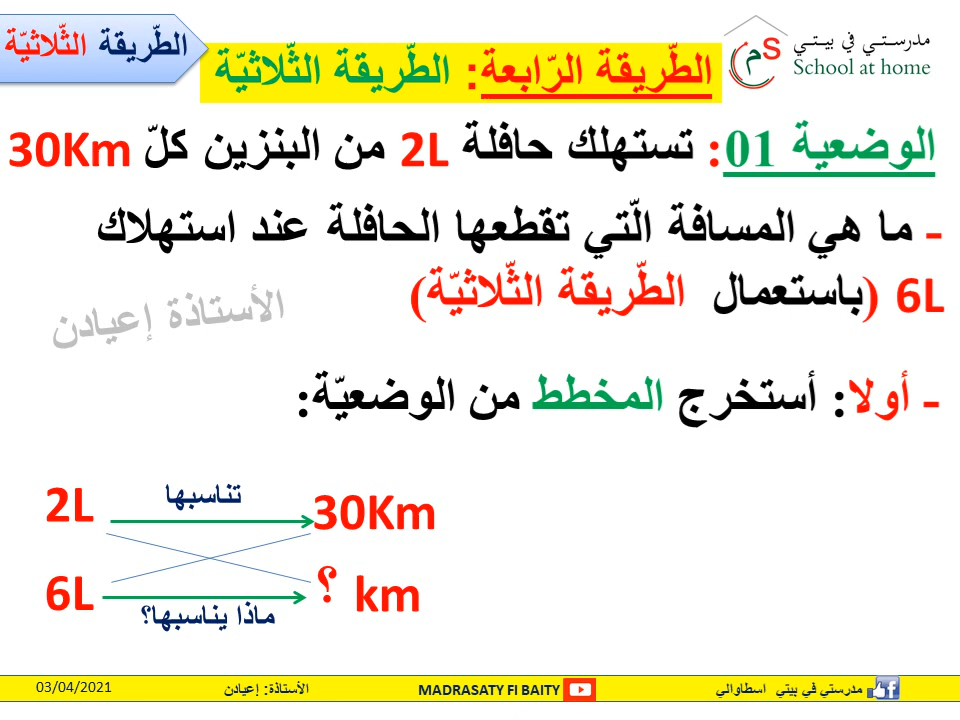 الطّريقة الثّلاثيّة
مدرستي في بيتي
School at home
الطّريقة الرّابعة: الطّريقة الثّلاثيّة
الوضعية 01: تستهلك حافلة 2L من البنزين كلّ 30Km
- ما هي المسافة الّتي تقطعها الحافلة عند استهلاك
6L (باستعمال الطّريقة الثّلاثيّة)
الأستاذة إعيادن
- أولا: أستخرج المخطط من الوضعيّة:
2L تناسبها 30Km
6L ماذا يناسبها؟ ؟ km
03/04/2021
الأستاذة: إعيادن
MADRASATY FI BAITY
مدرستي في بيتي اسطاوالي